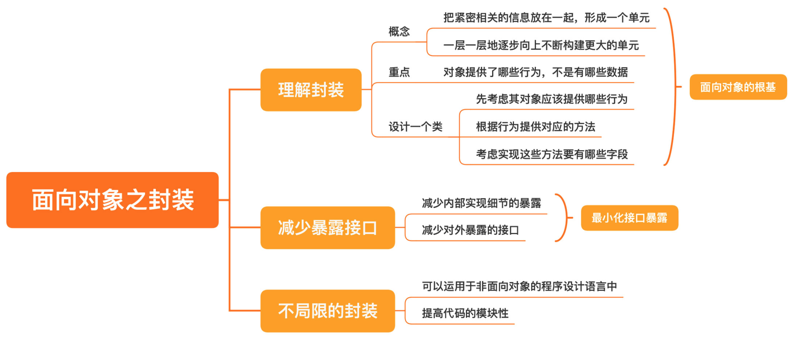 面向对象之封装
理解封装
概念
把紧密相关的信息放在一起，形成一个单元
一层一层地逐步向上不断构建更大的单元
重点
对象提供了哪些行为，不是有哪些数据
设计一个类
先考虑其对象应该提供哪些行为
根据行为提供对应的方法
考虑实现这些方法要有哪些字段
面向对象的根基
减少暴露接口
减少内部实现细节的暴露
减少对外暴露的接口
最小化接口暴露
不局限的封装
可以运用于非面向对象的程序设计语言中
提高代码的模块性